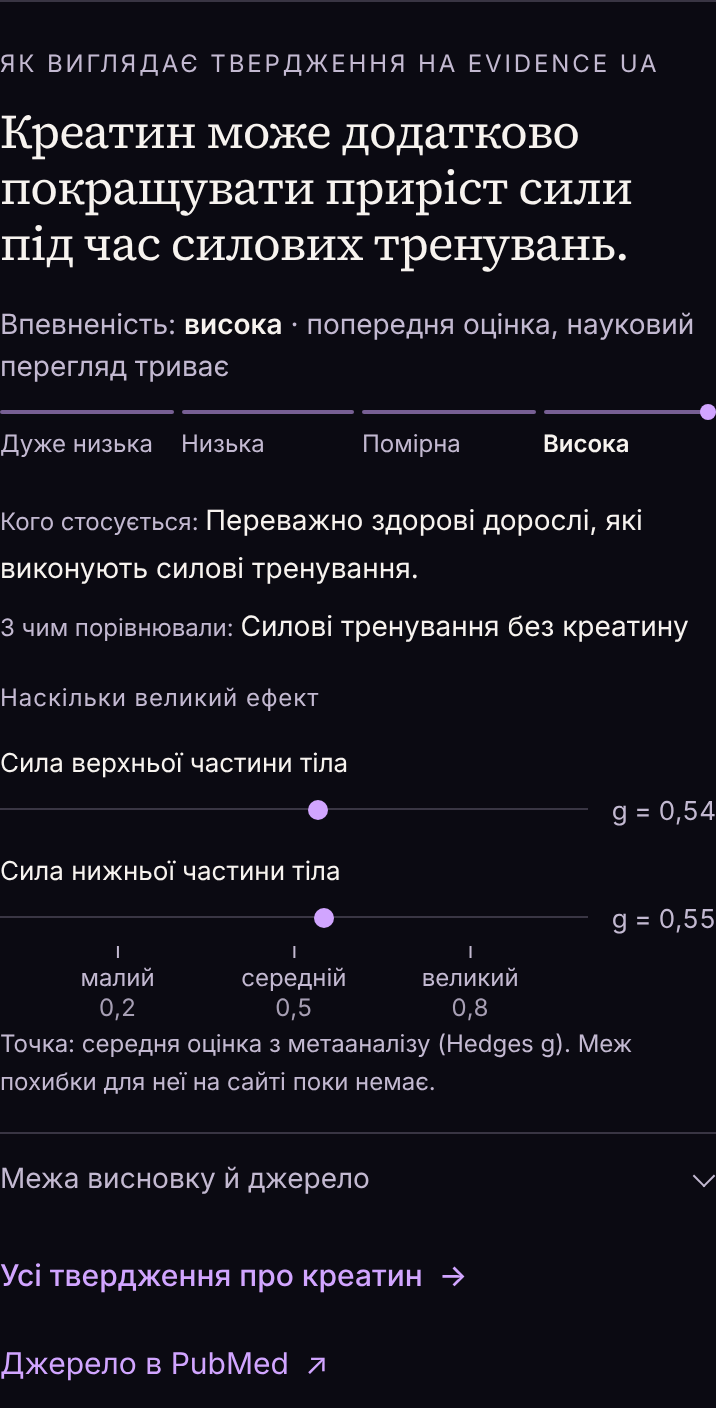 ЯК ВИГЛЯДАЄ ТВЕРДЖЕННЯ НА EVIDENCE UA
Креатин може додатково
покращувати приріст сили
під час силових тренувань.
Впевненість: висока · попередня оцінка, науковий
перегляд триває
Дуже низька Низька Помірна Висока
Кого стосується: Переважно здорові дорослі, які
виконують силові тренування.
З чим порівнювали: Силові тренування без креатину
Наскільки великий ефект
Сила верхньої частини тіла
g = 0,54
Сила нижньої частини тіла
g = 0,55
малий середній великий
0,2 0,5 0,8
Точка: середня оцінка з метааналізу (Hedges g). Меж
похибки для неї на сайті поки немає.
Межа висновку й джерело
Усі твердження про креатин →
Джерело в PubMed ↗